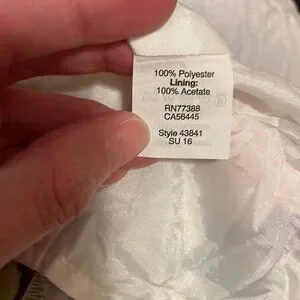 100% Polyester
Lining:
100% Acetate
RN77388
CA56445
Style 43841
SU 16